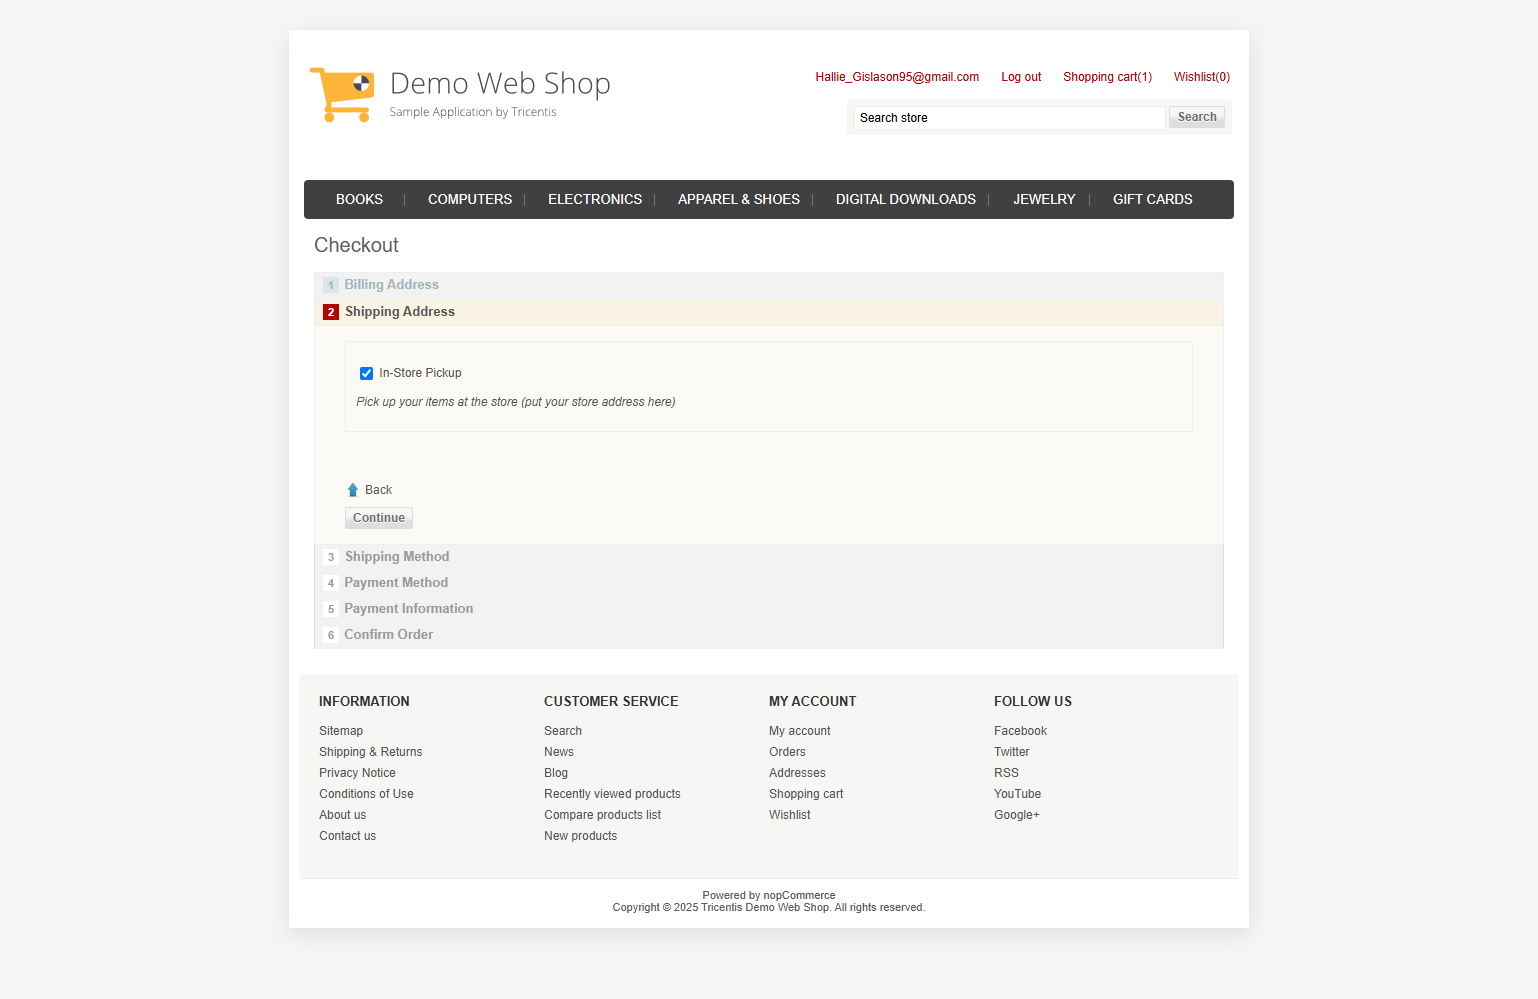 Demo Web Shop
Sample Application by Tricentis
Hallie_Gislason95@gmail.com Log out Shopping cart(1) Wishlist(0)
Search store Search
BOOKS COMPUTERS ELECTRONICS APPAREL & SHOES DIGITAL DOWNLOADS JEWELRY GIFT CARDS
Checkout
1 Billing Address
2 Shipping Address
In-Store Pickup
Pick up your items at the store (put your store address here)
Back
Continue
3 Shipping Method
4 Payment Method
5 Payment Information
6 Confirm Order
INFORMATION
Sitemap
Shipping & Returns
Privacy Notice
Conditions of Use
About us
Contact us
CUSTOMER SERVICE
Search
News
Blog
Recently viewed products
Compare products list
New products
MY ACCOUNT
My account
Orders
Addresses
Shopping cart
Wishlist
FOLLOW US
Facebook
Twitter
RSS
YouTube
Google+
Powered by nopCommerce
Copyright © 2025 Tricentis Demo Web Shop. All rights reserved.